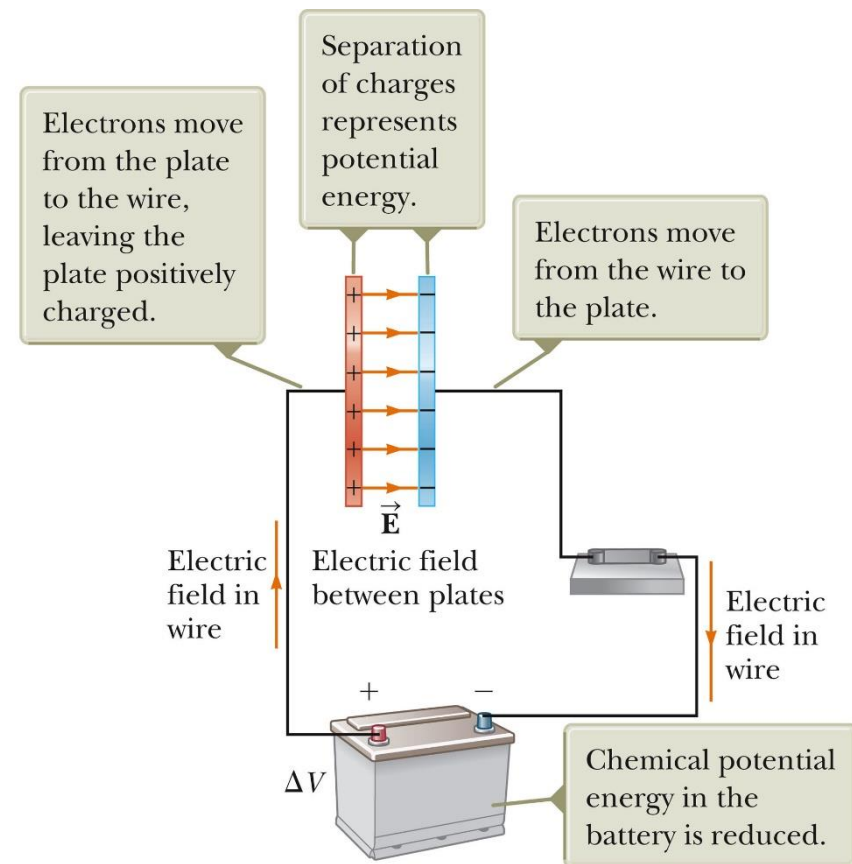 Separation
of charges
represents
potential
energy.
Electrons move
from the plate
to the wire,
leaving the
plate positively
charged.
Electrons move
from the wire to
the plate.
+ −
+ −
+ −
+ −
+ −
+ −
E
Electric
field in
wire
Electric field
between plates
Electric
field in
wire
+ −
ΔV
Chemical potential
energy in the
battery is reduced.